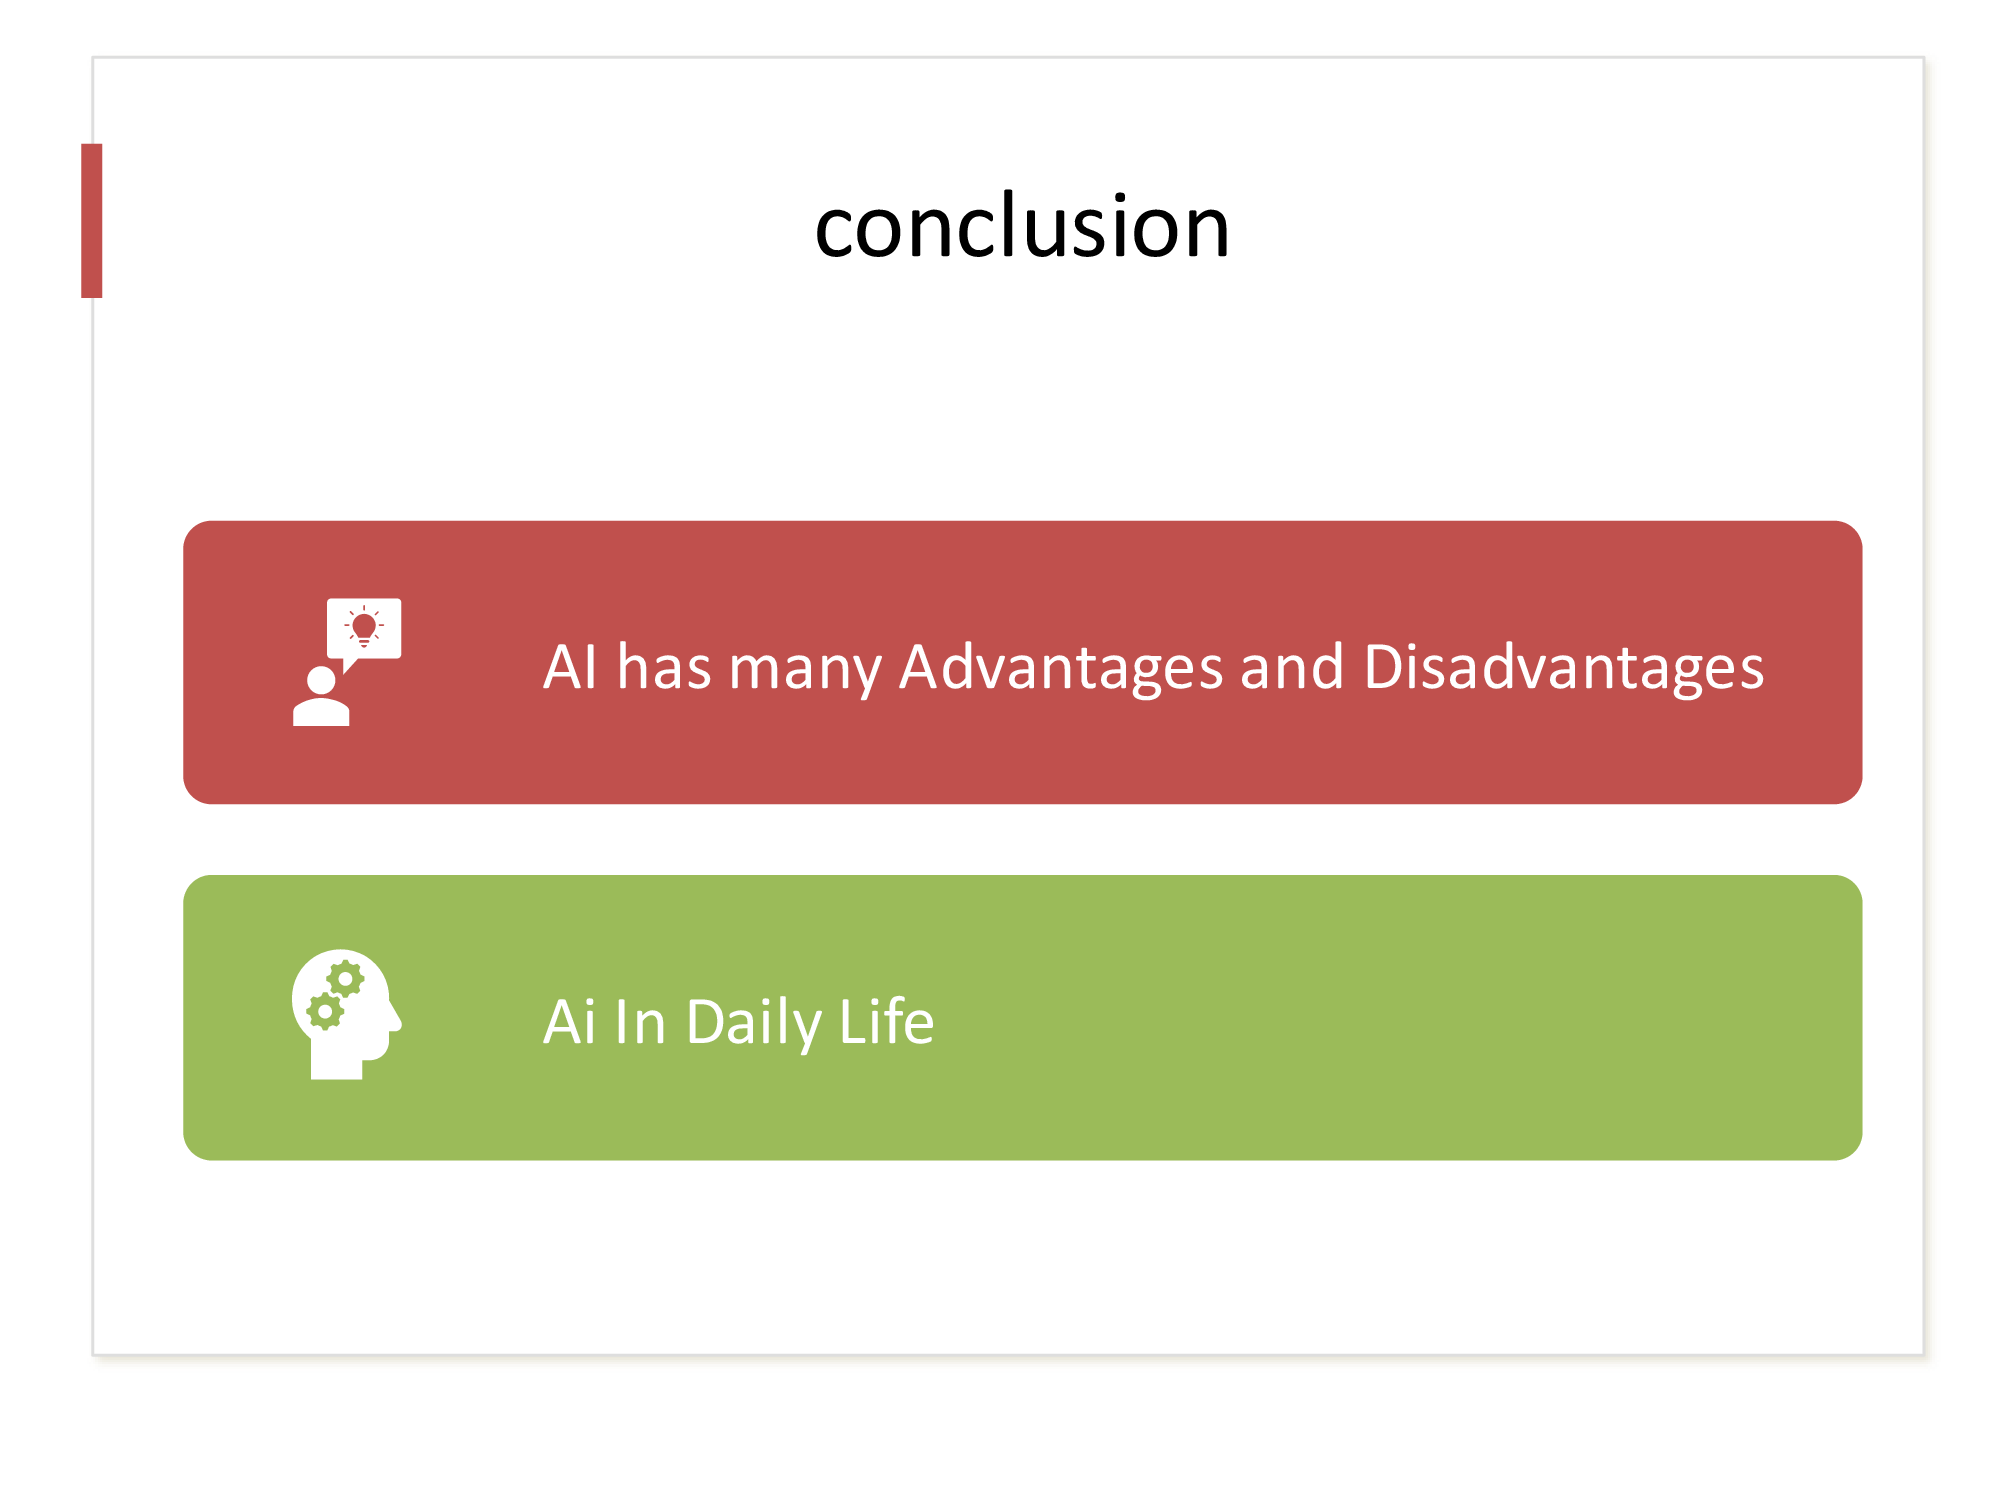 conclusion
AI has many Advantages and Disadvantages
Ai In Daily Life